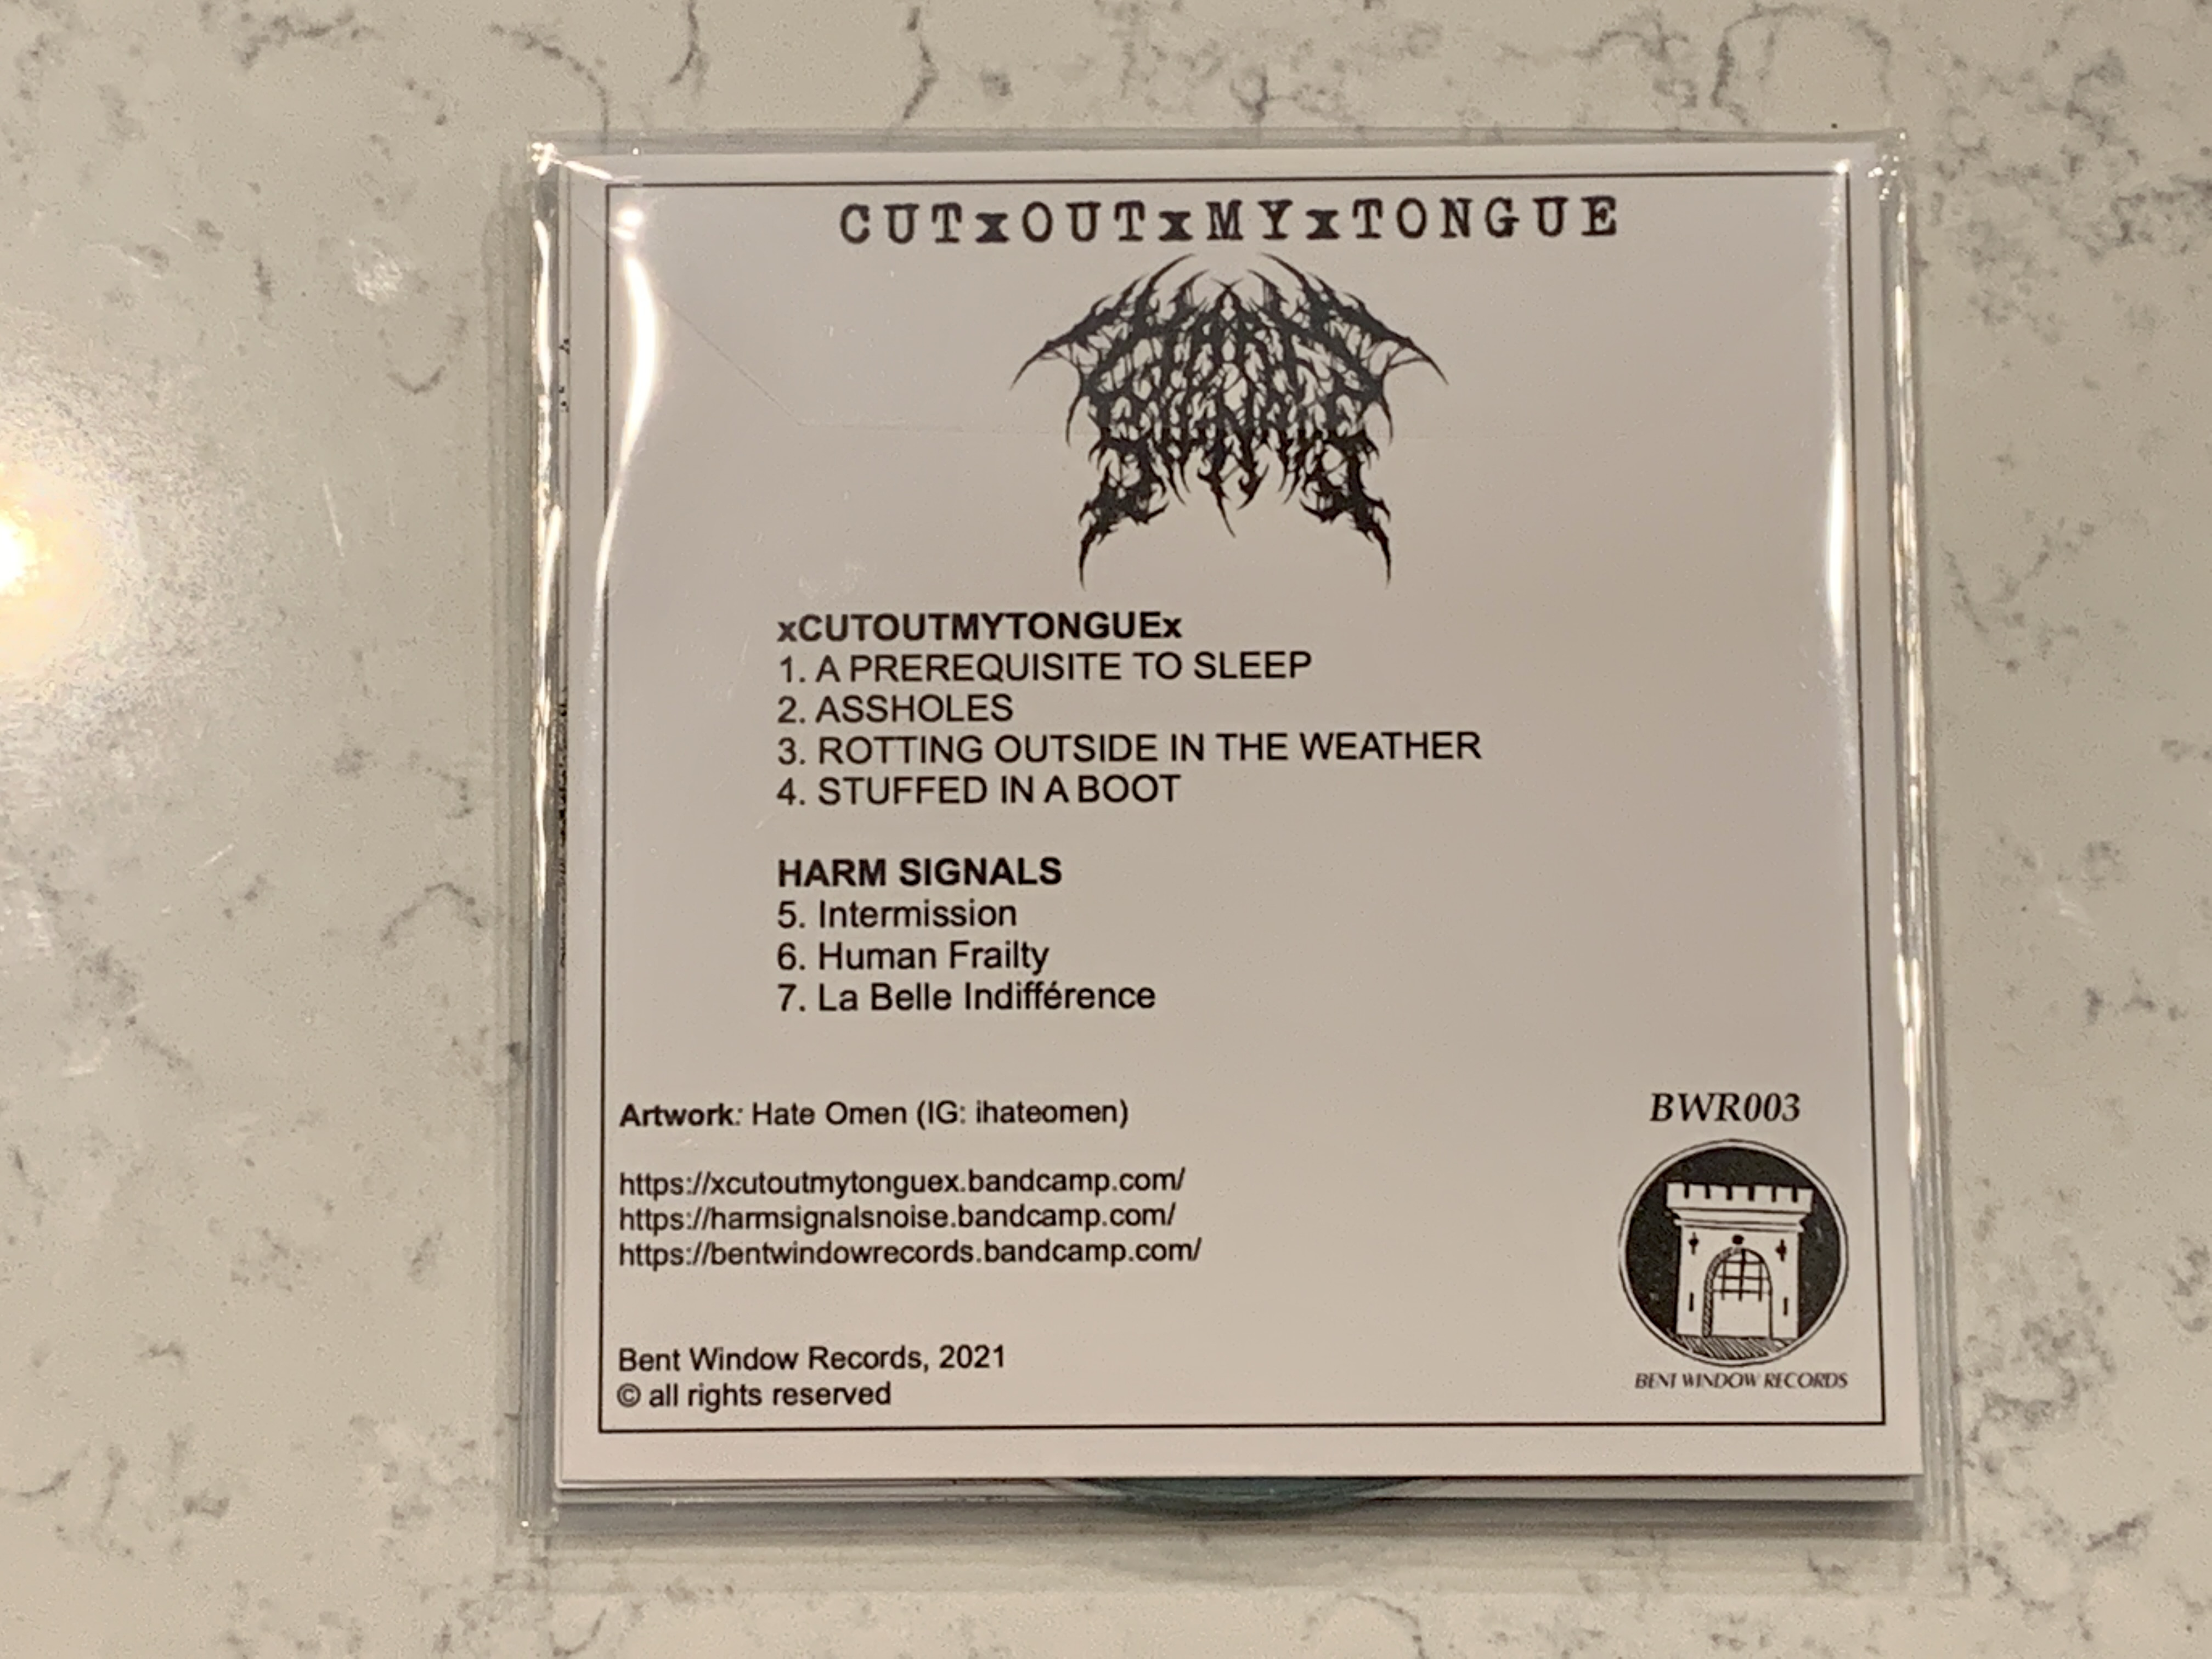 CUTxOUTxMYxTONGUE
HARM
SIGNALS
xCUTOUTMYTONGUEx
1. A PREREQUISITE TO SLEEP
2. ASSHOLES
3. ROTTING OUTSIDE IN THE WEATHER
4. STUFFED IN A BOOT
HARM SIGNALS
5. Intermission
6. Human Frailty
7. La Belle Indifférence
Artwork: Hate Omen (IG: ihateomen)
https://xcutoutmytonguex.bandcamp.com/
https://harmsignalsnoise.bandcamp.com/
https://bentwindowrecords.bandcamp.com/
Bent Window Records, 2021
© all rights reserved
BWR003
BENT WINDOW RECORDS